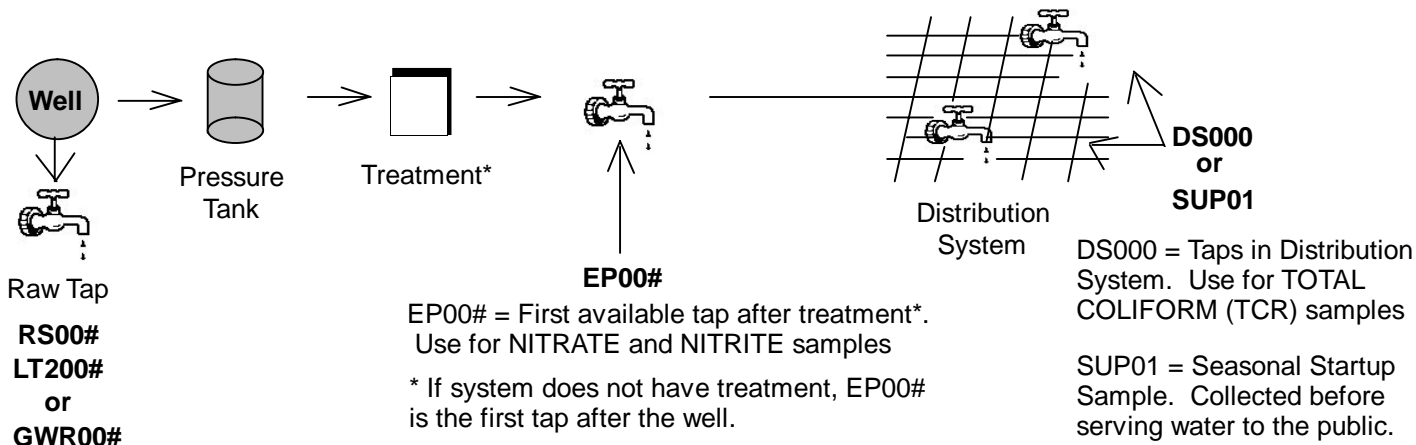 Well
Raw Tap
RS00#
LT200#
or
GWR00#
Pressure
Tank
Treatment*
EP00#
EP00# = First available tap after treatment*.
Use for NITRATE and NITRITE samples
* If system does not have treatment, EP00#
is the first tap after the well.
Distribution
System
DS000
or
SUP01
DS000 = Taps in Distribution
System. Use for TOTAL
COLIFORM (TCR) samples
SUP01 = Seasonal Startup
Sample. Collected before
serving water to the public.